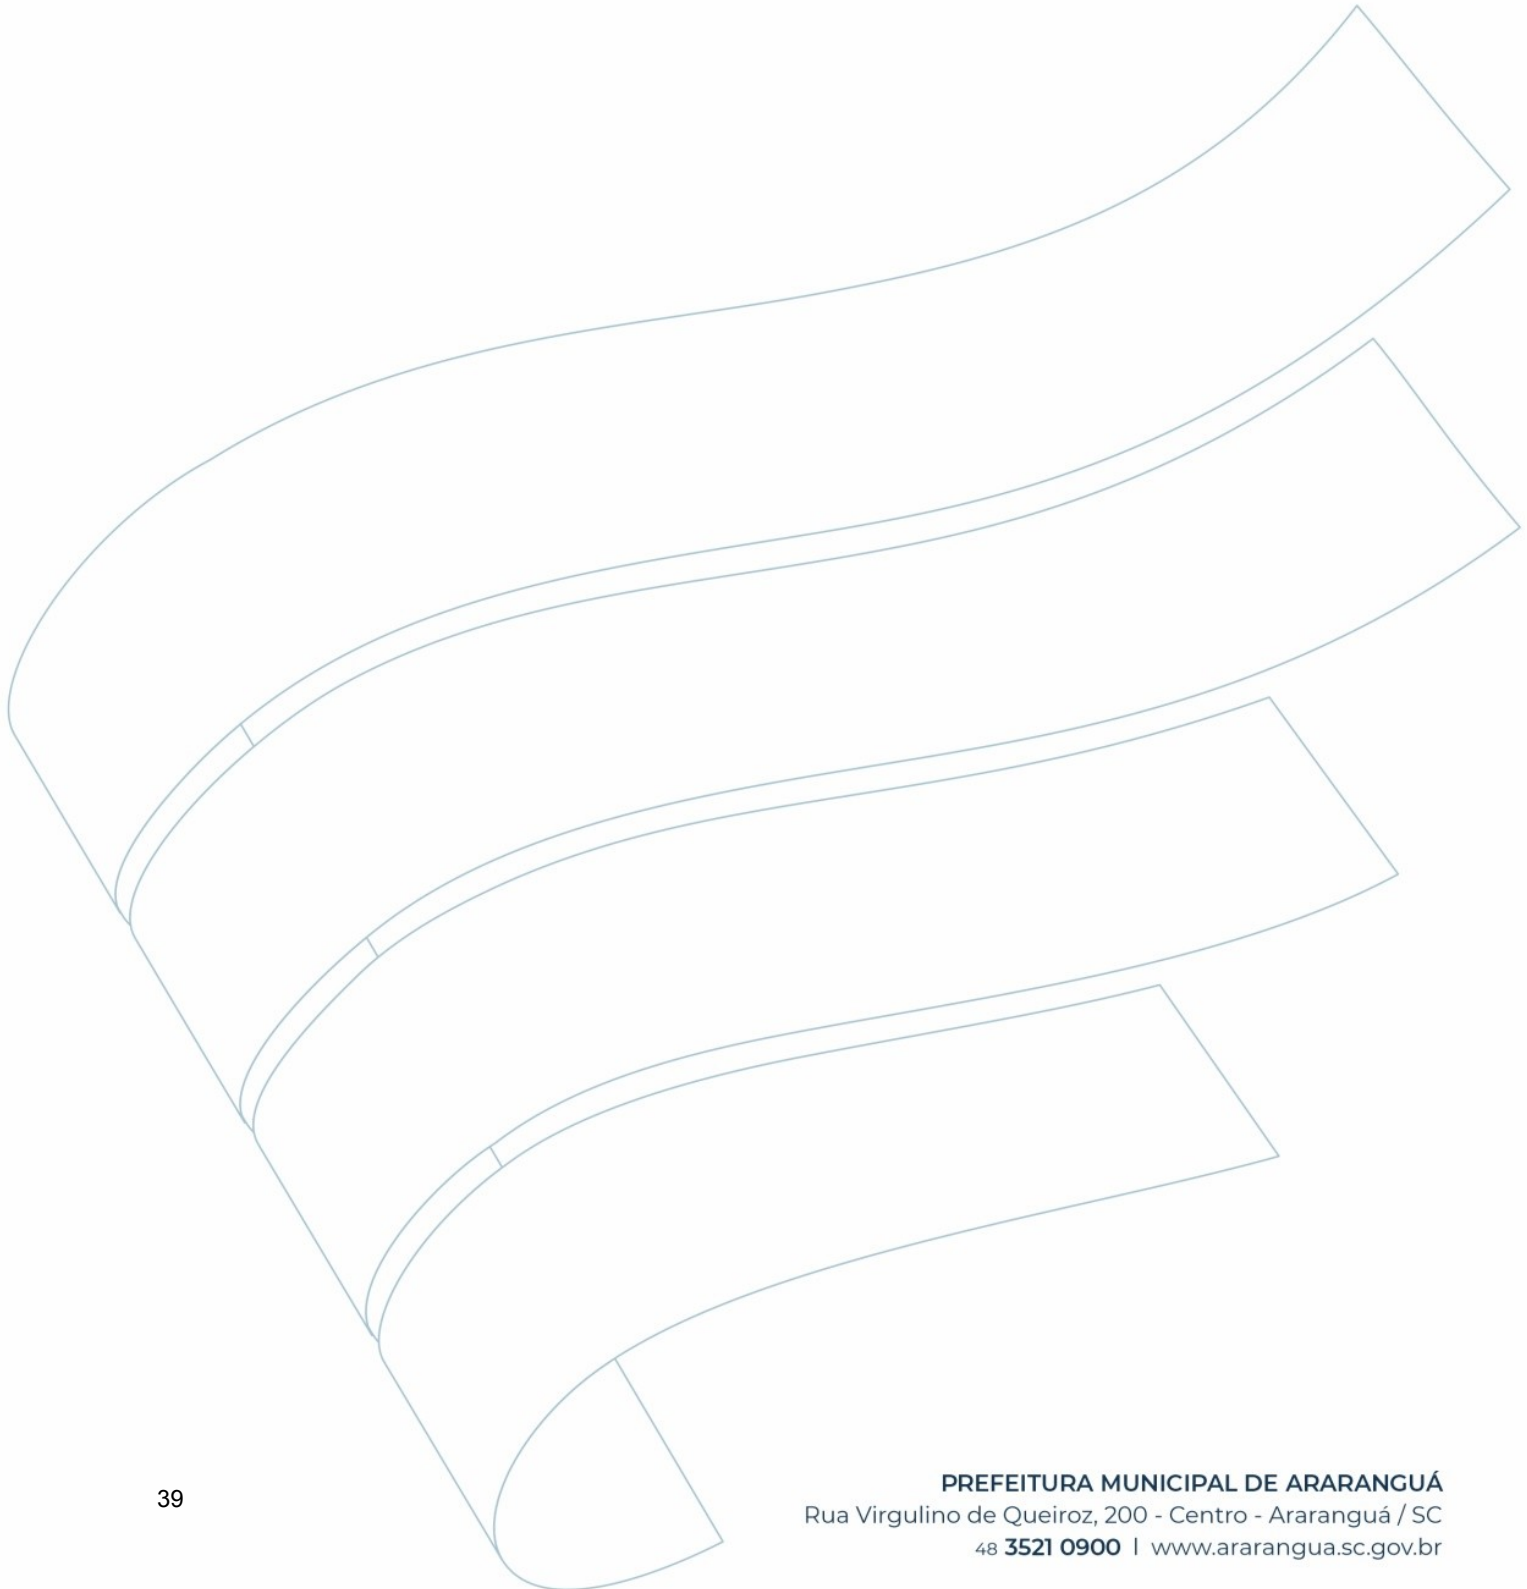 39
PREFEITURA MUNICIPAL DE ARARANGUÁ
Rua Virgulino de Queiroz, 200 - Centro - Araranguá / SC
48 3521 0900 | www.ararangua.sc.gov.br